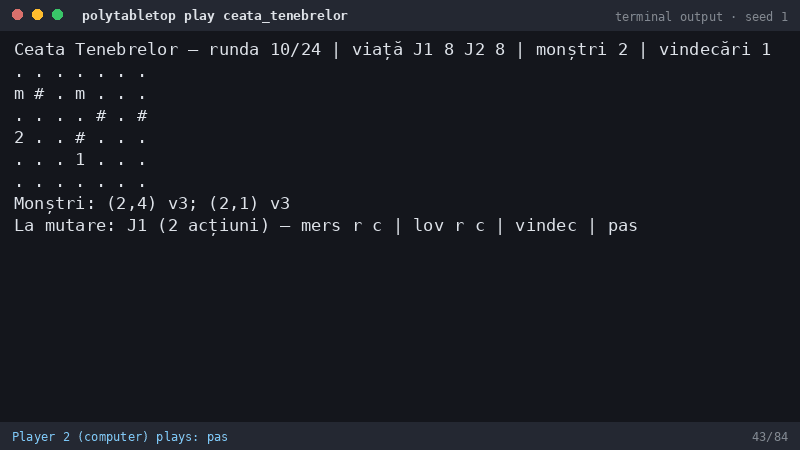 polytabletop play ceata_tenebrelor
terminal output · seed 1
Ceata Tenebrelor — runda 10/24 | viață J1 8 J2 8 | monștri 2 | vindecări 1
. . . . . . .
m # . m . . .
. . . . # . #
2 . . # . . .
. . . 1 . . .
. . . . . . .
Monștri: (2,4) v3; (2,1) v3
La mutare: J1 (2 acțiuni) — mers r c | lov r c | vindec | pas
Player 2 (computer) plays: pas
43/84